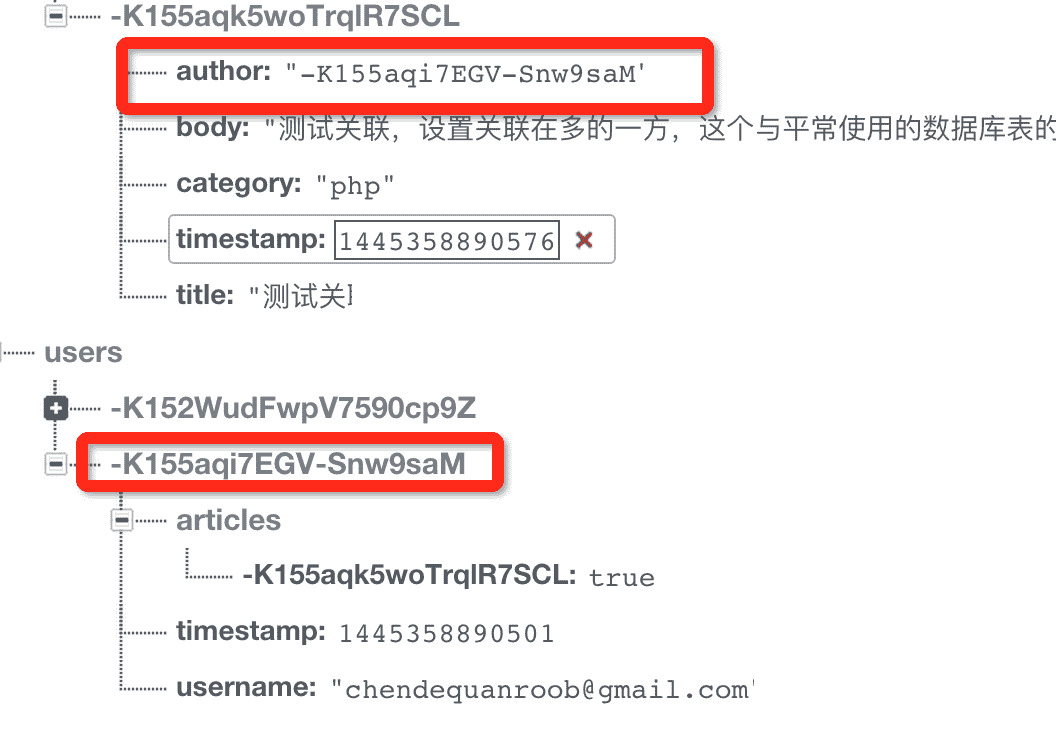 -K155aqk5woTrqlR7SCL
author: "-K155aqi7EGV-Snw9saM'
body: "测试关联，设置关联在多的一方，这个与平常使用的数据库表的
category: "php"
timestamp: 1445358890576
title: "测试关
users
-K152WudFwpV7590cp9Z
-K155aqi7EGV-Snw9saM
articles
-K155aqk5woTrqlR7SCL: true
timestamp: 1445358890501
username: "chendequanroob@gmail.com'